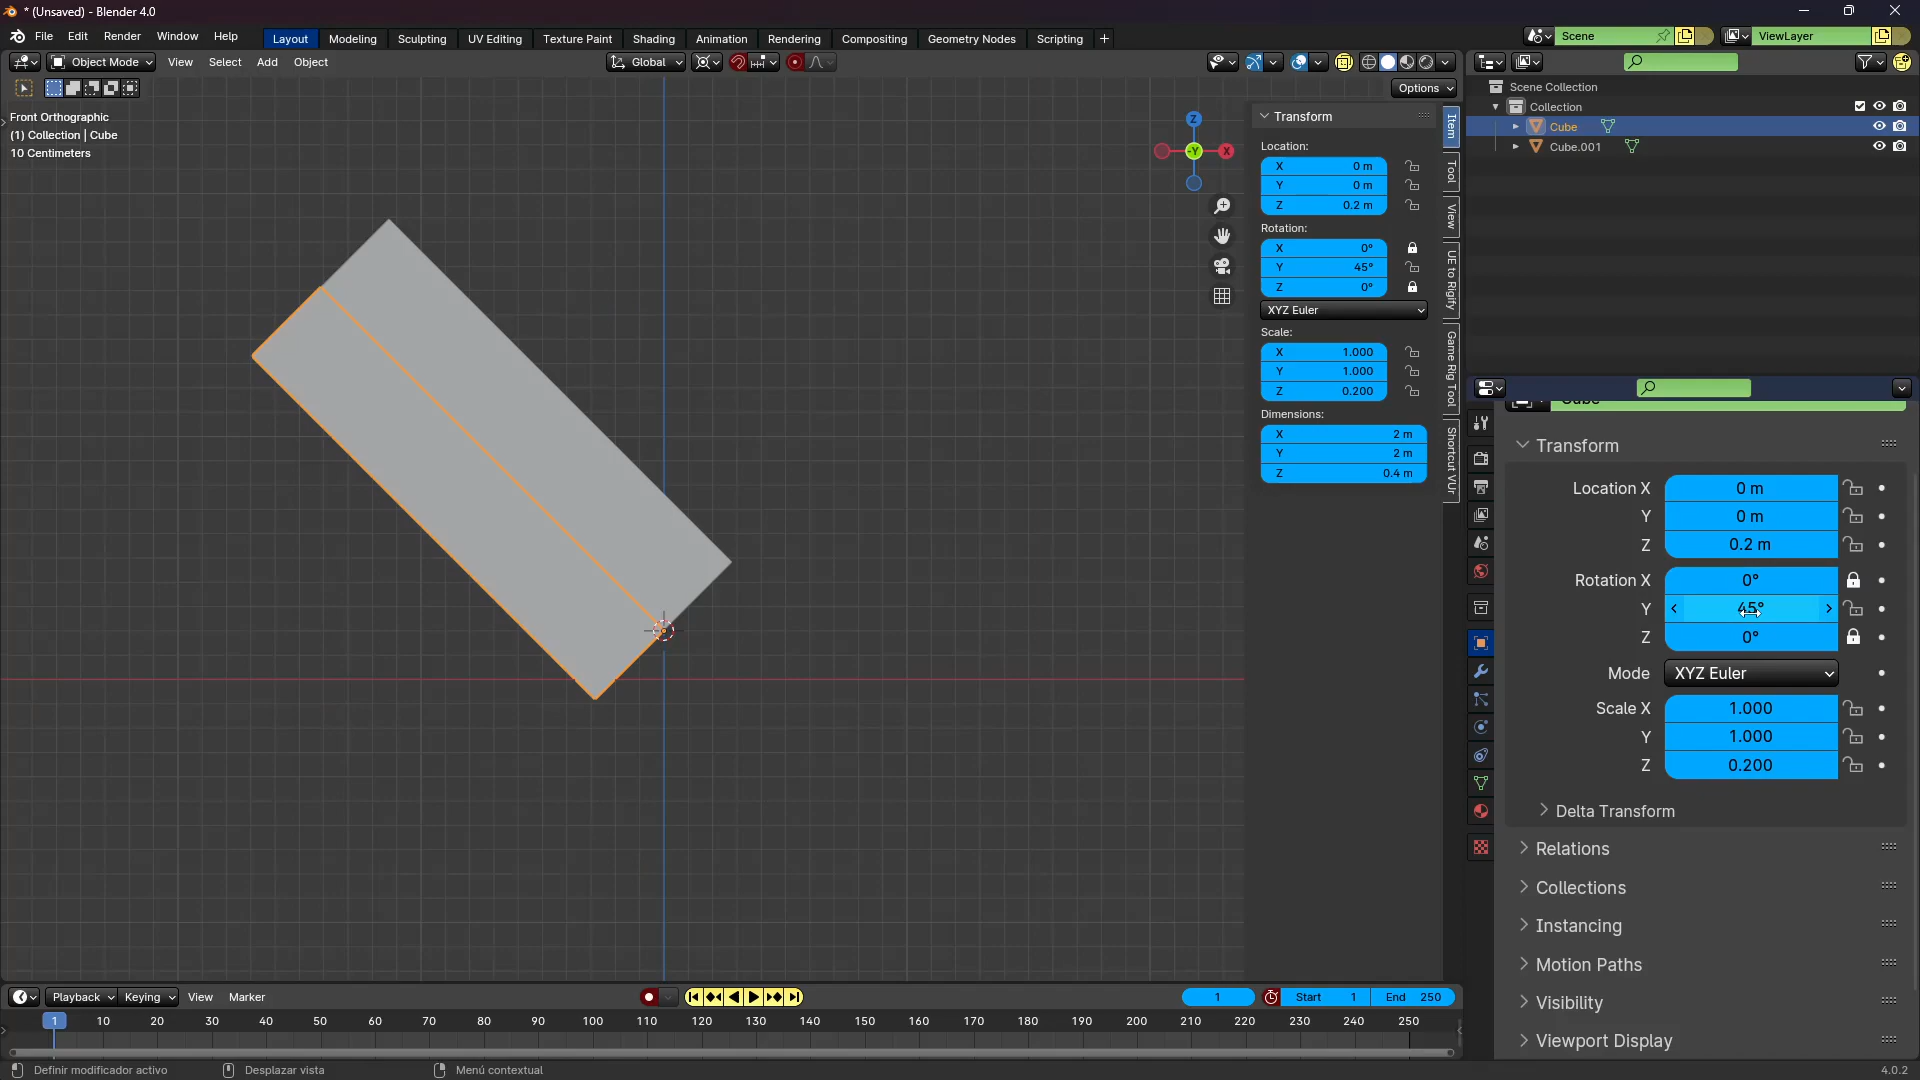 * (Unsaved) - Blender 4.0
File Edit Render Window Help
Layout Modeling Sculpting UV Editing Texture Paint Shading Animation Rendering Compositing Geometry Nodes Scripting +
Scene
ViewLayer
Object Mode View Select Add Object
Global
Options
Front Orthographic
(1) Collection | Cube
10 Centimeters
Z
-Y
X
Transform
Location:
X 0 m
Y 0 m
Z 0.2 m
Rotation:
X 0°
Y 45°
Z 0°
XYZ Euler
Scale:
X 1.000
Y 1.000
Z 0.200
Dimensions:
X 2 m
Y 2 m
Z 0.4 m
Item
Tool
View
UE to Rigify
Game Rig Tool
Shortcut VUr
Scene Collection
Collection
Cube
Cube.001
Cube
Transform
Location X 0 m
Y 0 m
Z 0.2 m
Rotation X 0°
Y 45°
Z 0°
Mode XYZ Euler
Scale X 1.000
Y 1.000
Z 0.200
Delta Transform
Relations
Collections
Instancing
Motion Paths
Visibility
Viewport Display
Playback Keying View Marker
1 Start 1 End 250
1 10 20 30 40 50 60 70 80 90 100 110 120 130 140 150 160 170 180 190 200 210 220 230 240 250
Definir modificador activo Desplazar vista Menú contextual
4.0.2